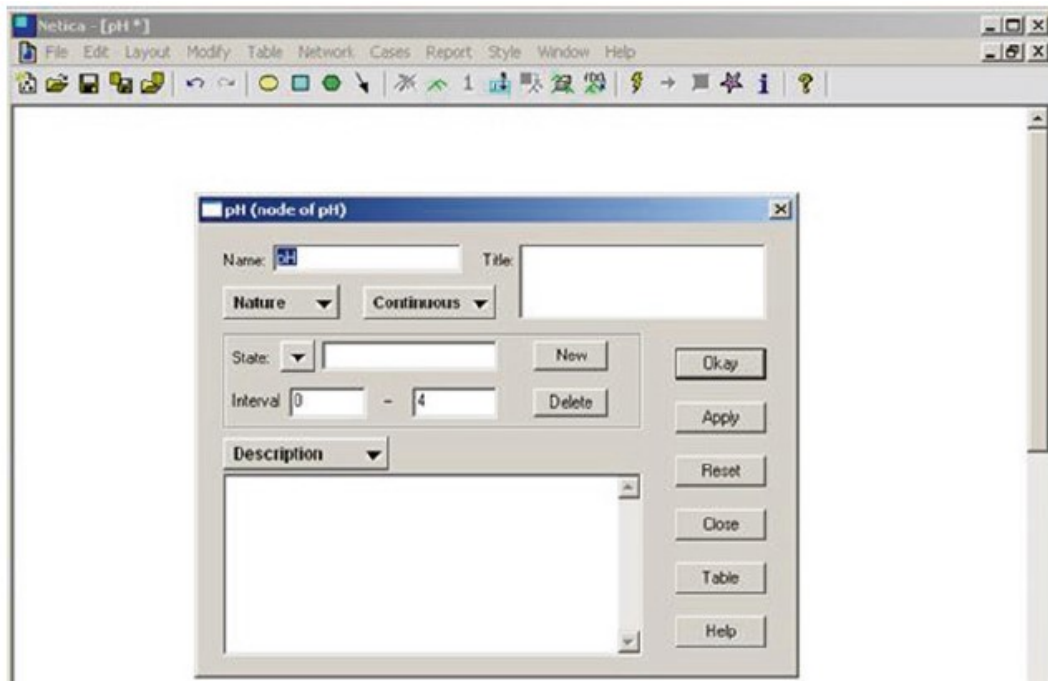 Netica - [pH *]
File Edit Layout Modify Table Network Cases Report Style Window Help
1 i ?
pH (node of pH)
Name: pH Title:
Nature Continuous
State: New
Okay
Interval 0 - 4 Delete
Apply
Description
Reset
Close
Table
Help